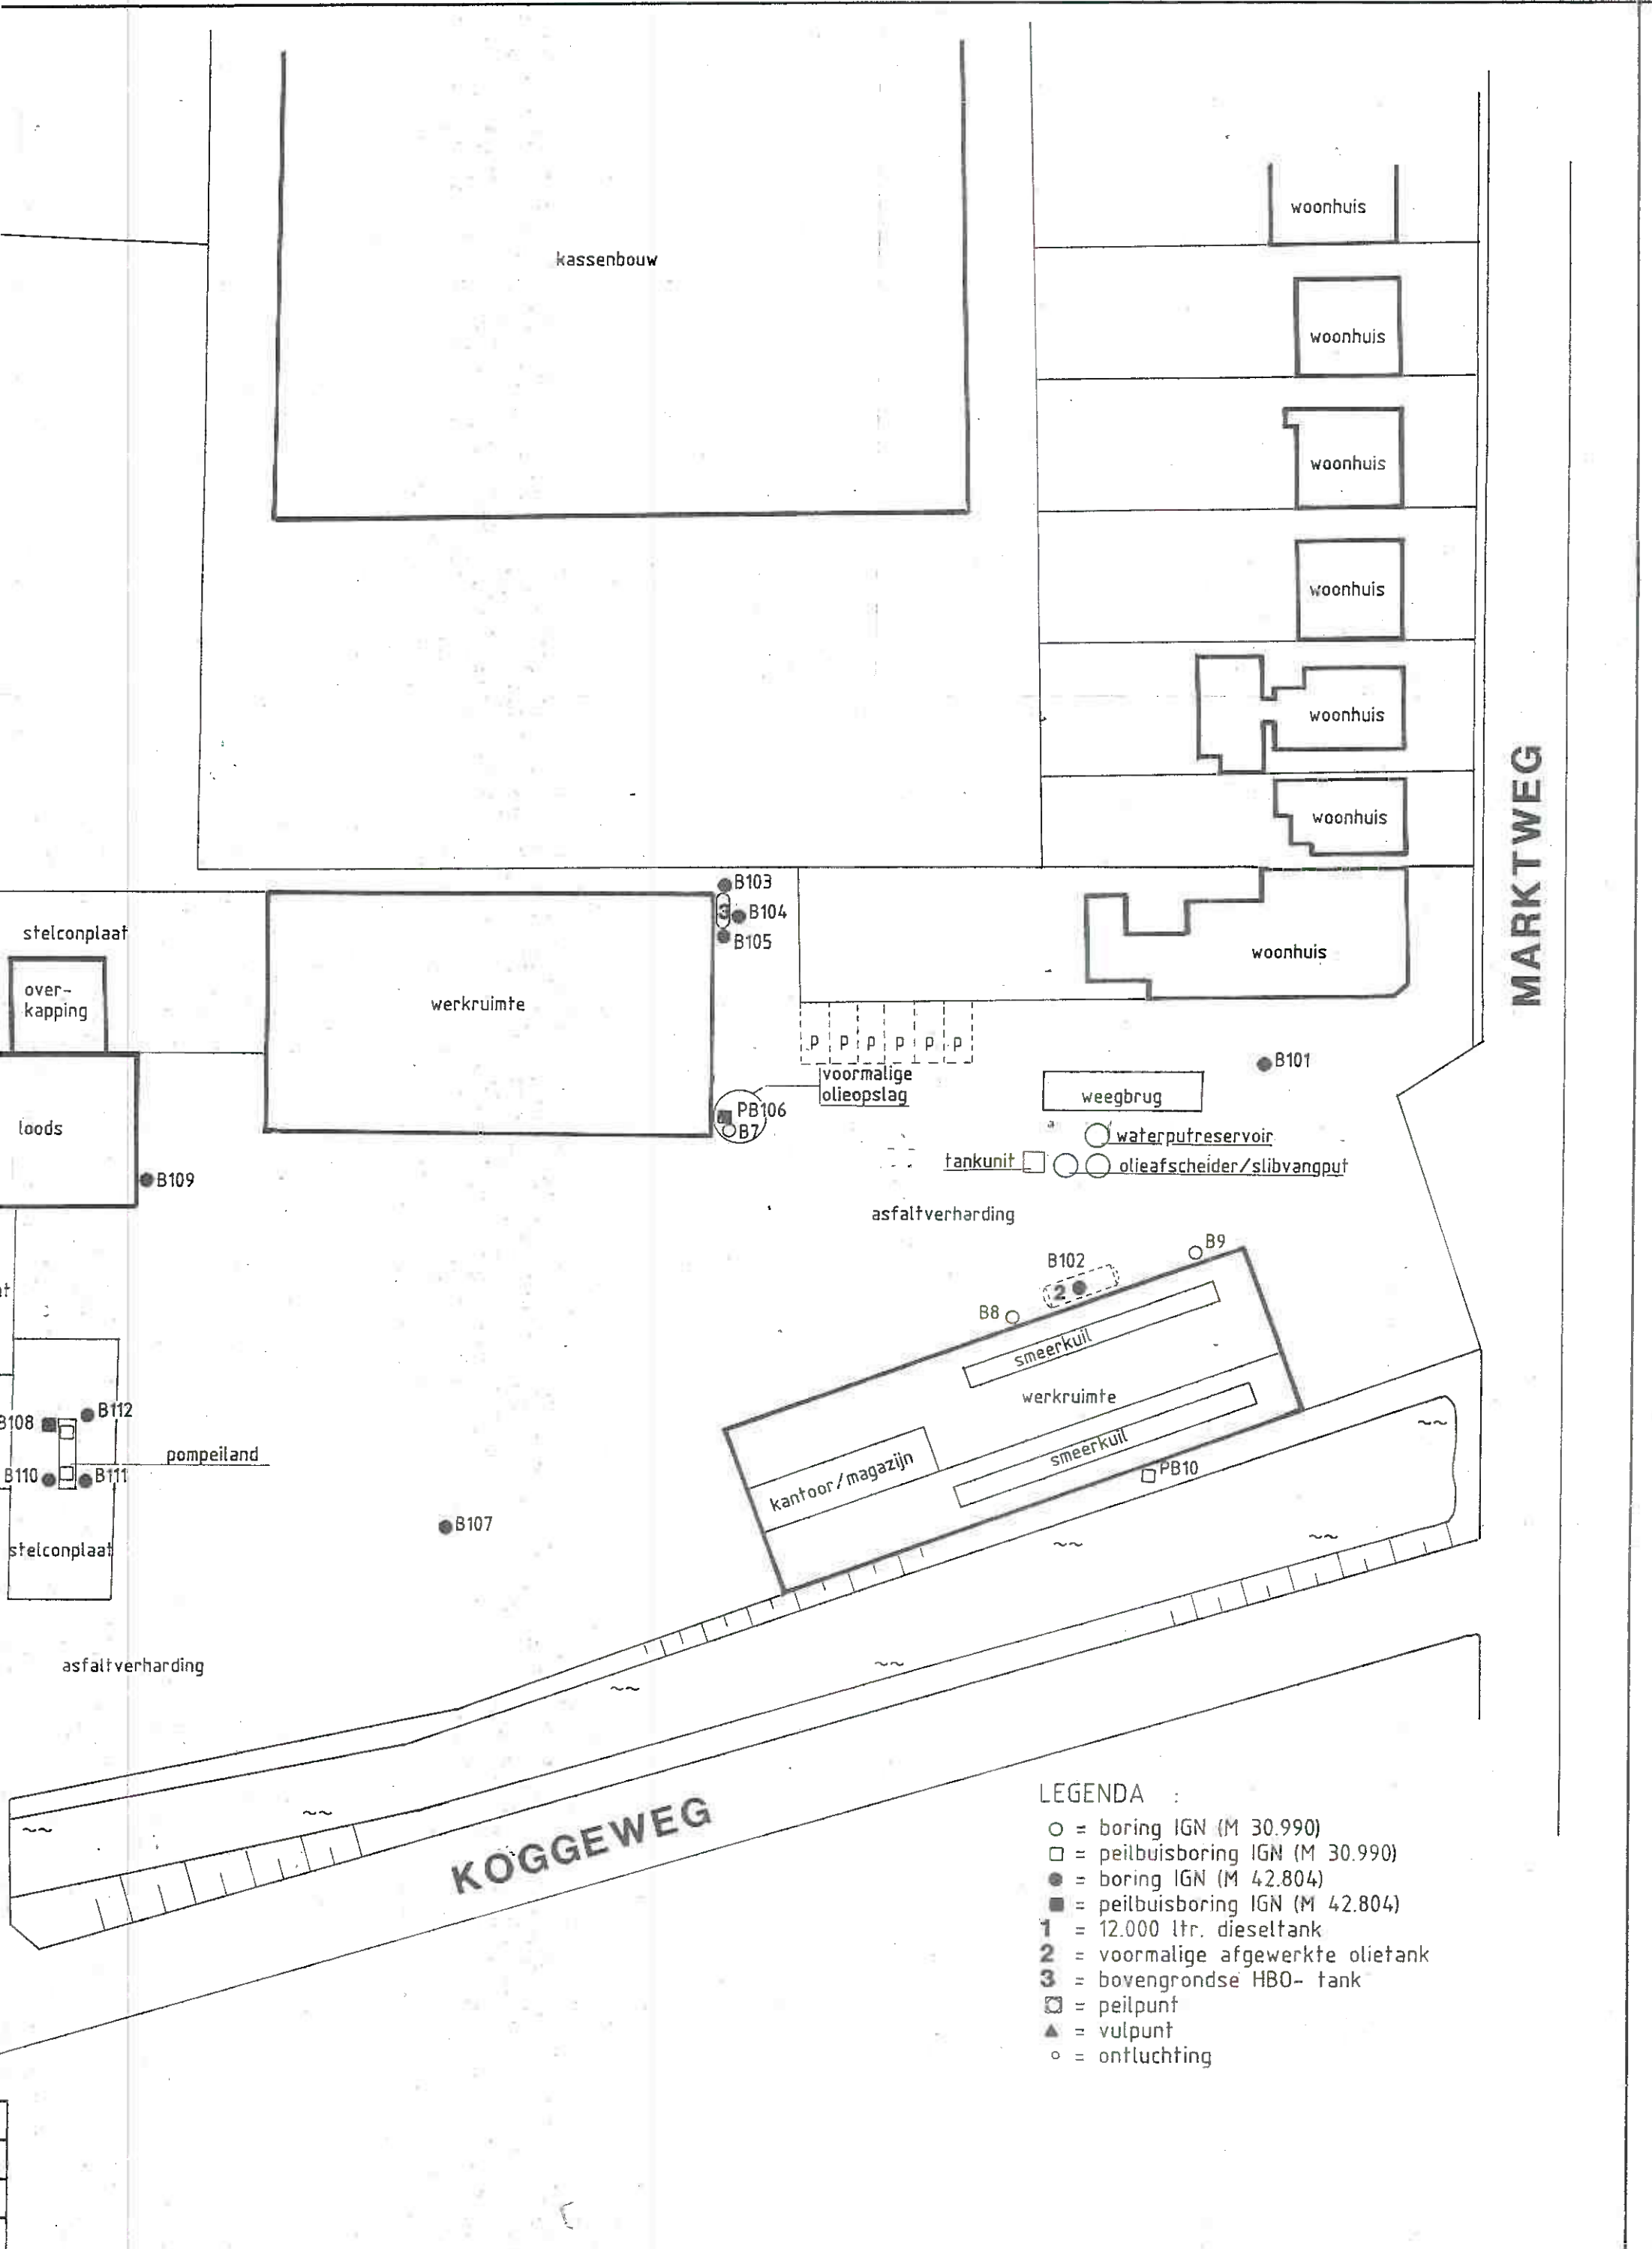 woonhuis
kassenbouw
woonhuis
woonhuis
woonhuis
woonhuis
woonhuis
MARKTWEG
B103
3
B104
B105
stelconplaat
woonhuis
over-
kapping
werkruimte
P P P P P P
B101
voormalige
olieopslag
weegbrug
PB106
B7
loods
waterputreservoir
tankunit
olieafscheider/slibvangput
B109
asfaltverharding
B9
B102
2
B8
smeerkuil
werkruimte
B112
B108
pompeiland
smeerkuil
PB10
B110
B111
kantoor/magazijn
B107
stelconplaat
asfaltverharding
KOGGEWEG
LEGENDA :
= boring IGN (M 30.990)
= peilbuisboring IGN (M 30.990)
= boring IGN (M 42.804)
= peilbuisboring IGN (M 42.804)
1 = 12.000 ltr. dieseltank
2 = voormalige afgewerkte olietank
3 = bovengrondse HBO- tank
= peilpunt
= vulpunt
= ontluchting